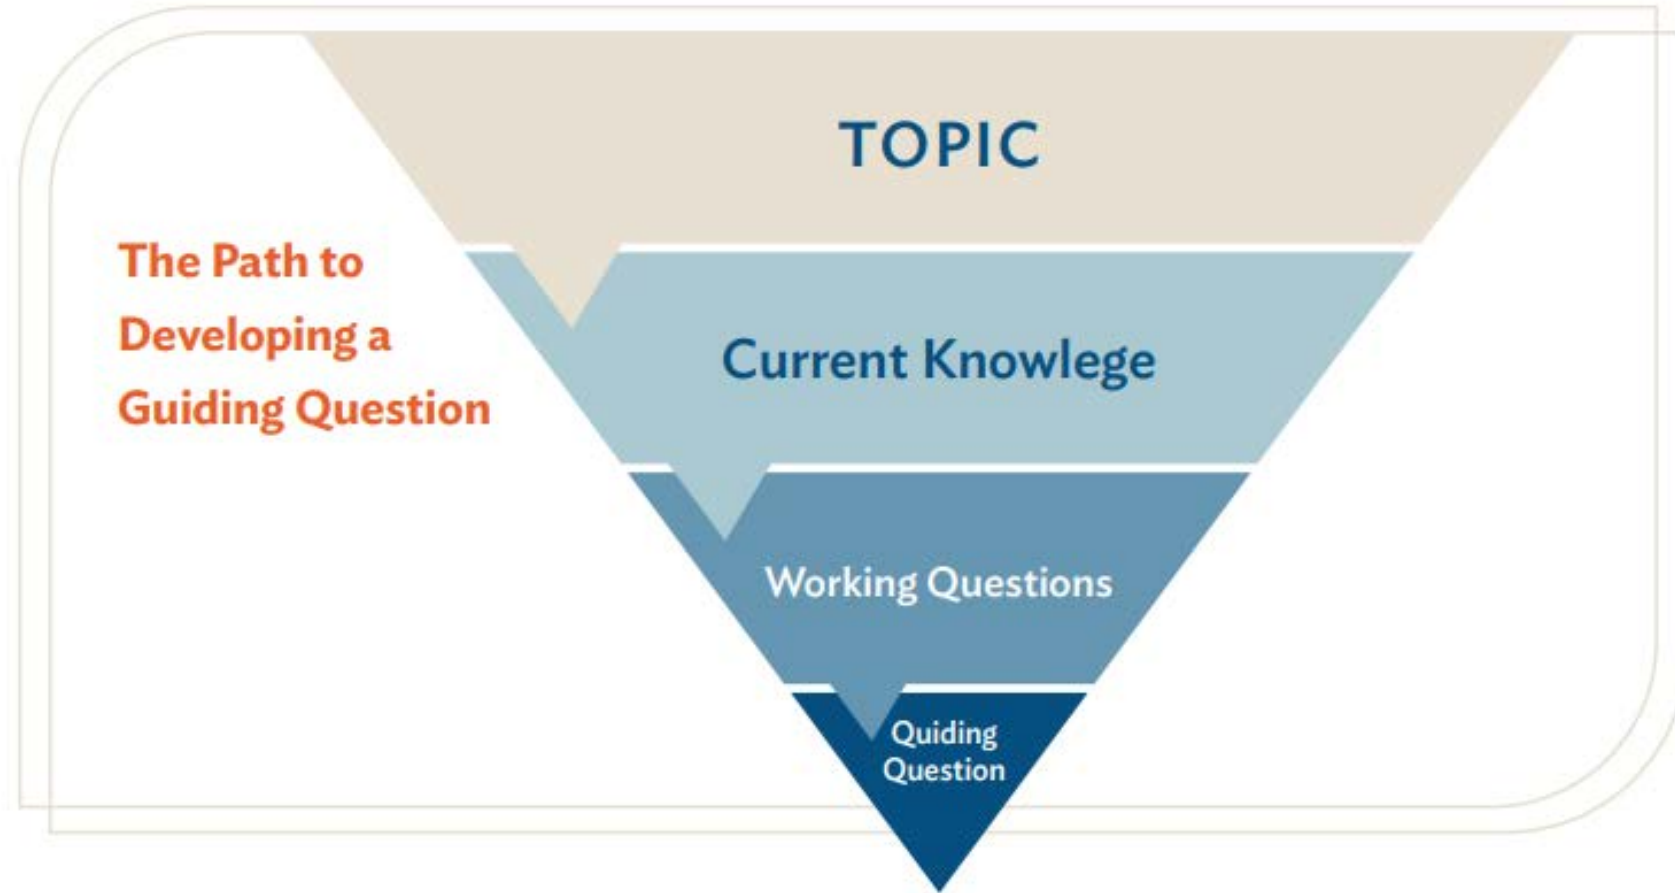 TOPIC
The Path to
Developing a
Guiding Question
Current Knowlege
Working Questions
Quiding
Question